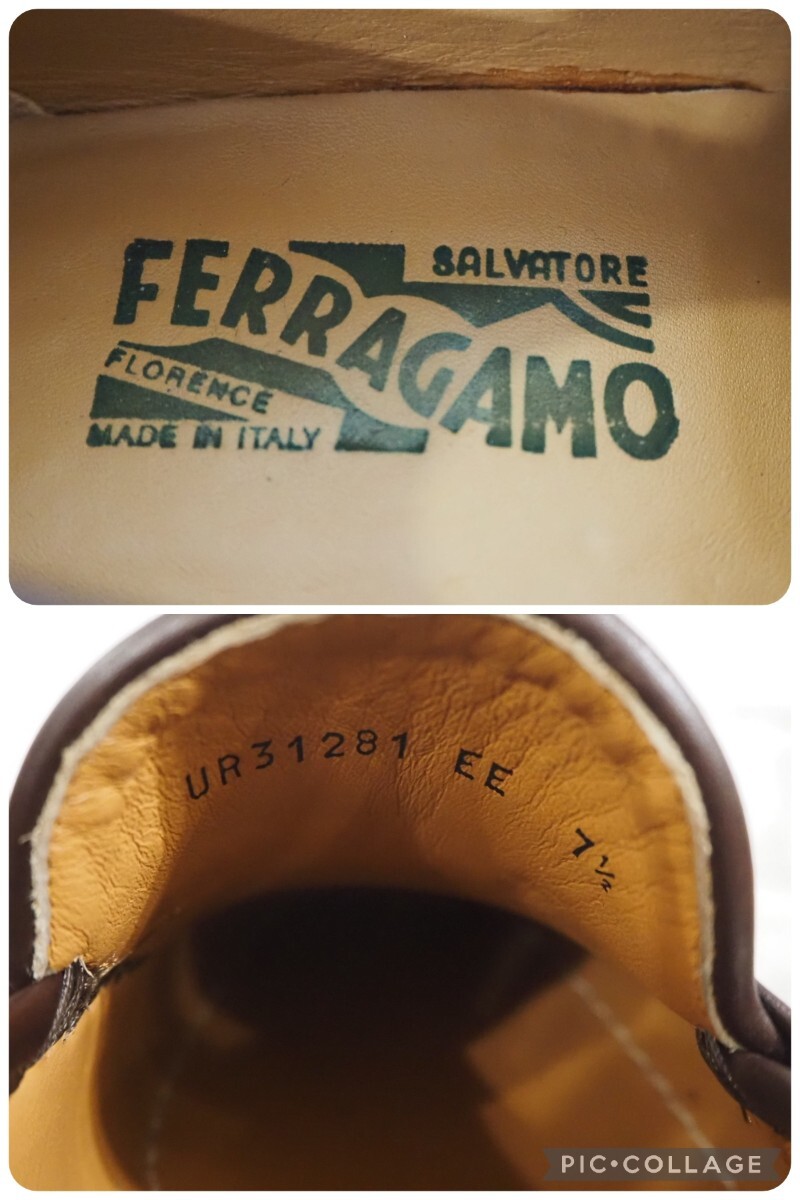 SALVATORE
FERRAGAMO
FLORENCE
MADE IN ITALY
UR31281 EE 7½
PIC•COLLAGE